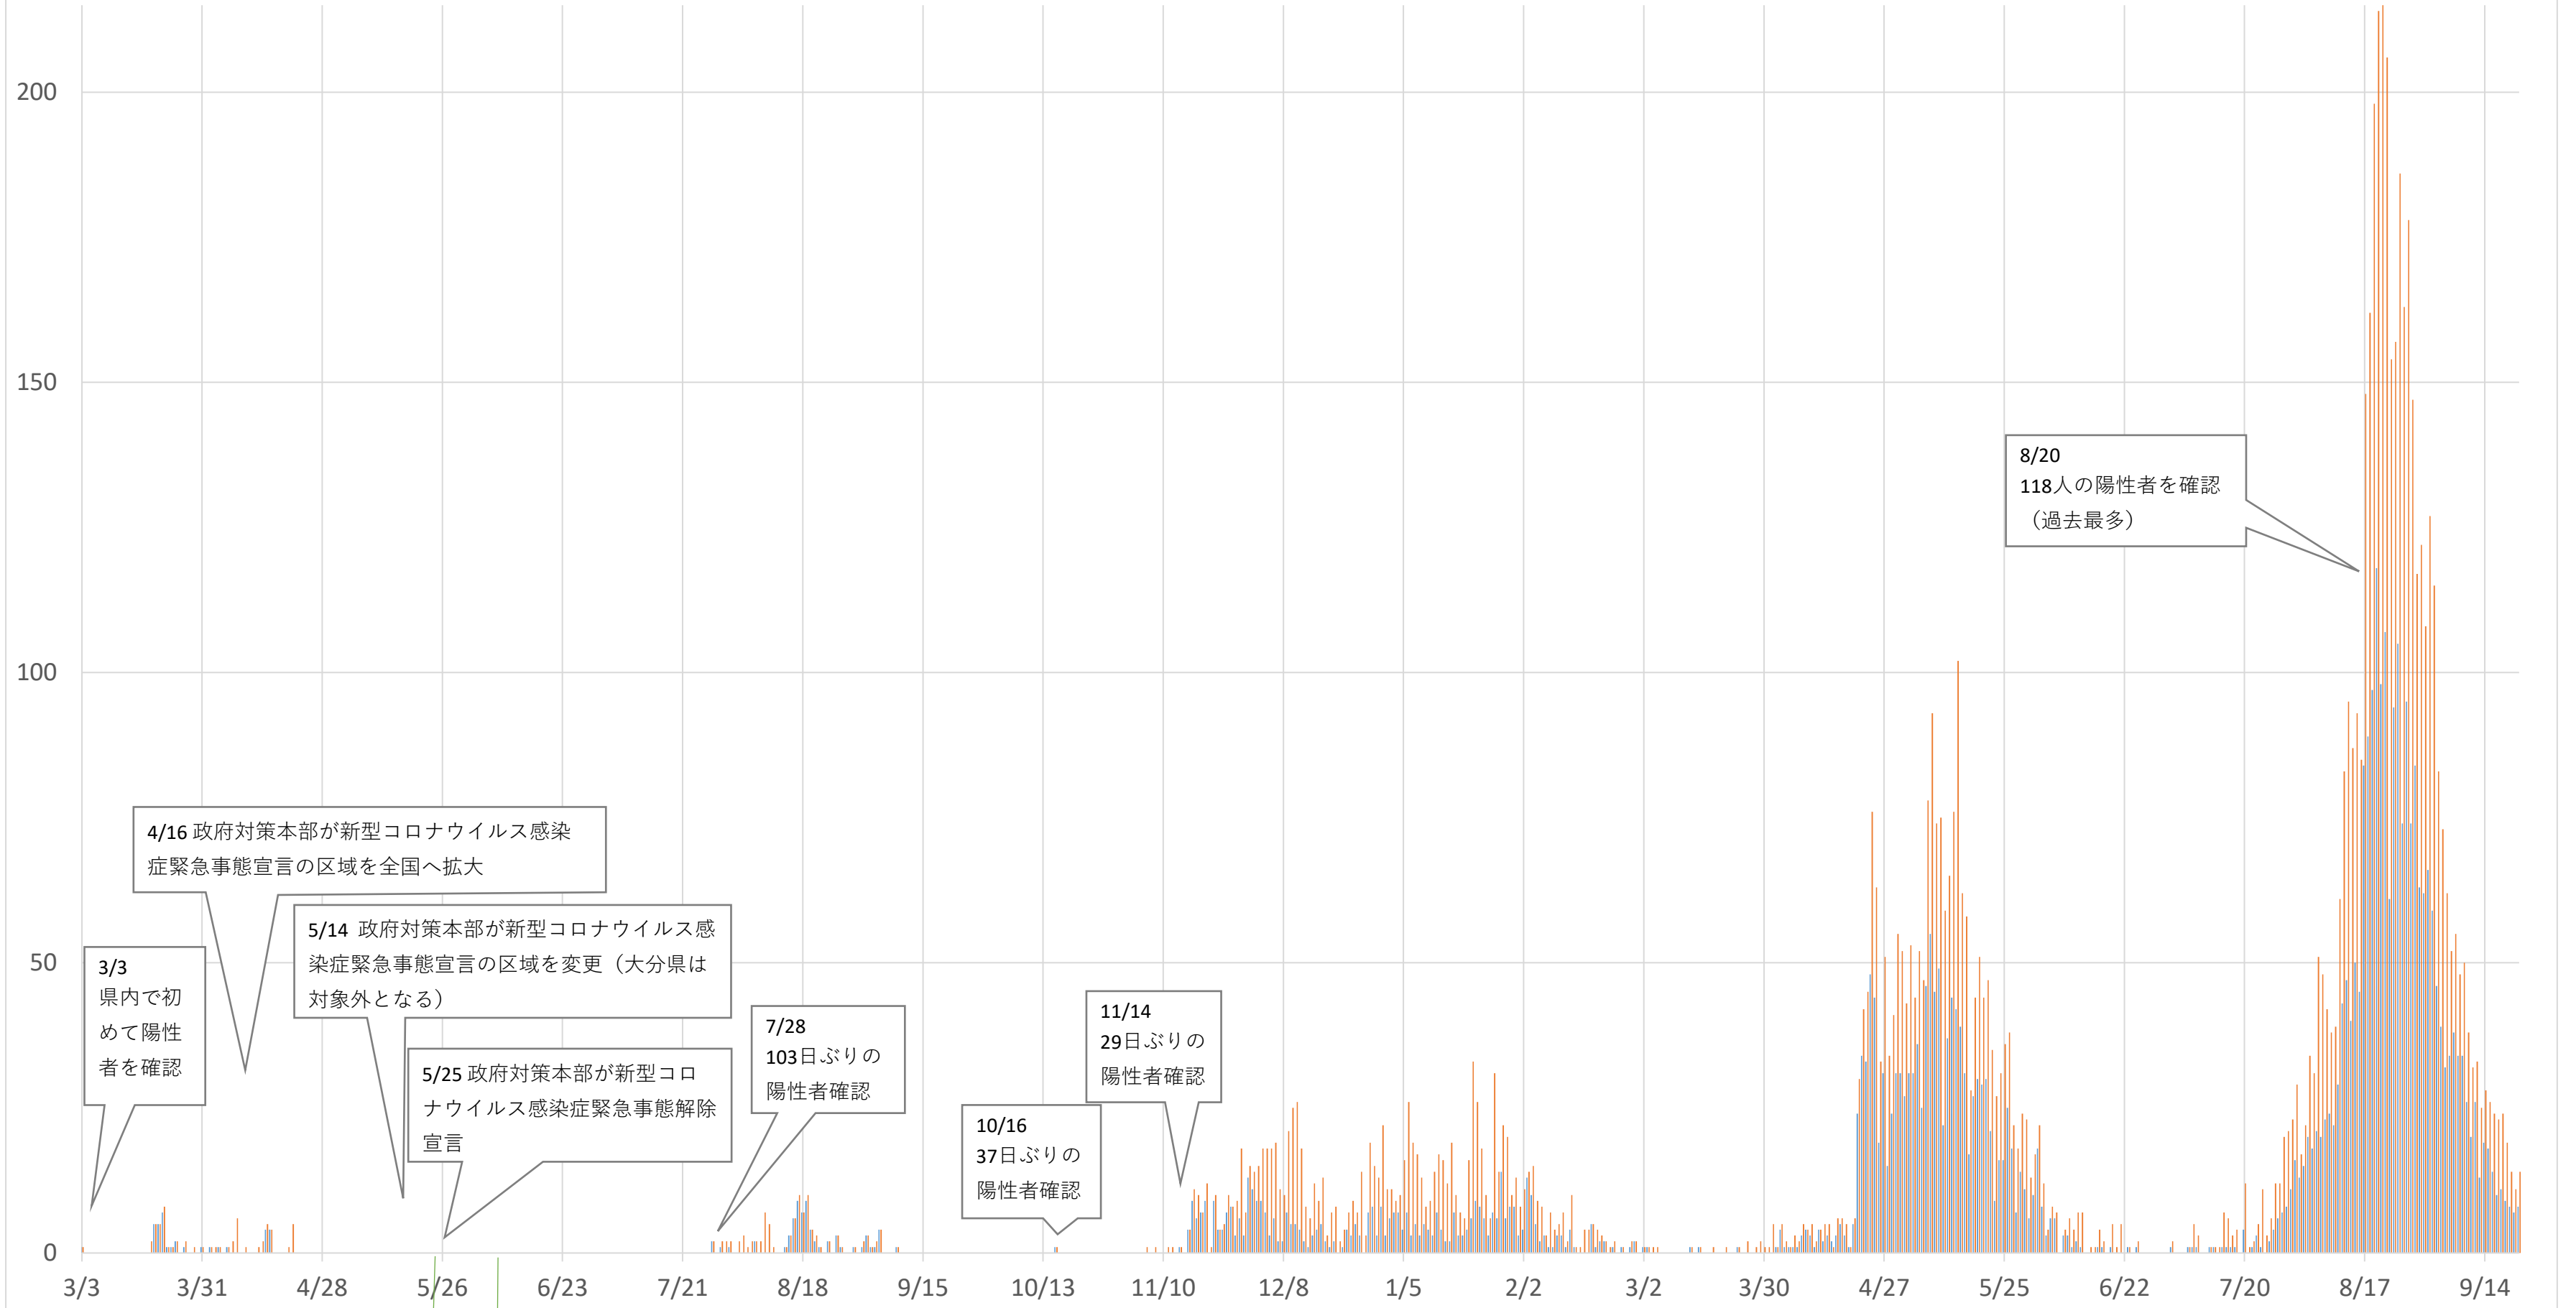 200
150
100
50
0
8/20
118人の陽性者を確認
（過去最多）
4/16 政府対策本部が新型コロナウイルス感染
症緊急事態宣言の区域を全国へ拡大
5/14 政府対策本部が新型コロナウイルス感
染症緊急事態宣言の区域を変更（大分県は
対象外となる）
3/3
県内で初
めて陽性
者を確認
5/25 政府対策本部が新型コロ
ナウイルス感染症緊急事態解除
宣言
7/28
103日ぶりの
陽性者確認
10/16
37日ぶりの
陽性者確認
11/14
29日ぶりの
陽性者確認
3/3 3/31 4/28 5/26 6/23 7/21 8/18 9/15 10/13 11/10 12/8 1/5 2/2 3/2 3/30 4/27 5/25 6/22 7/20 8/17 9/14